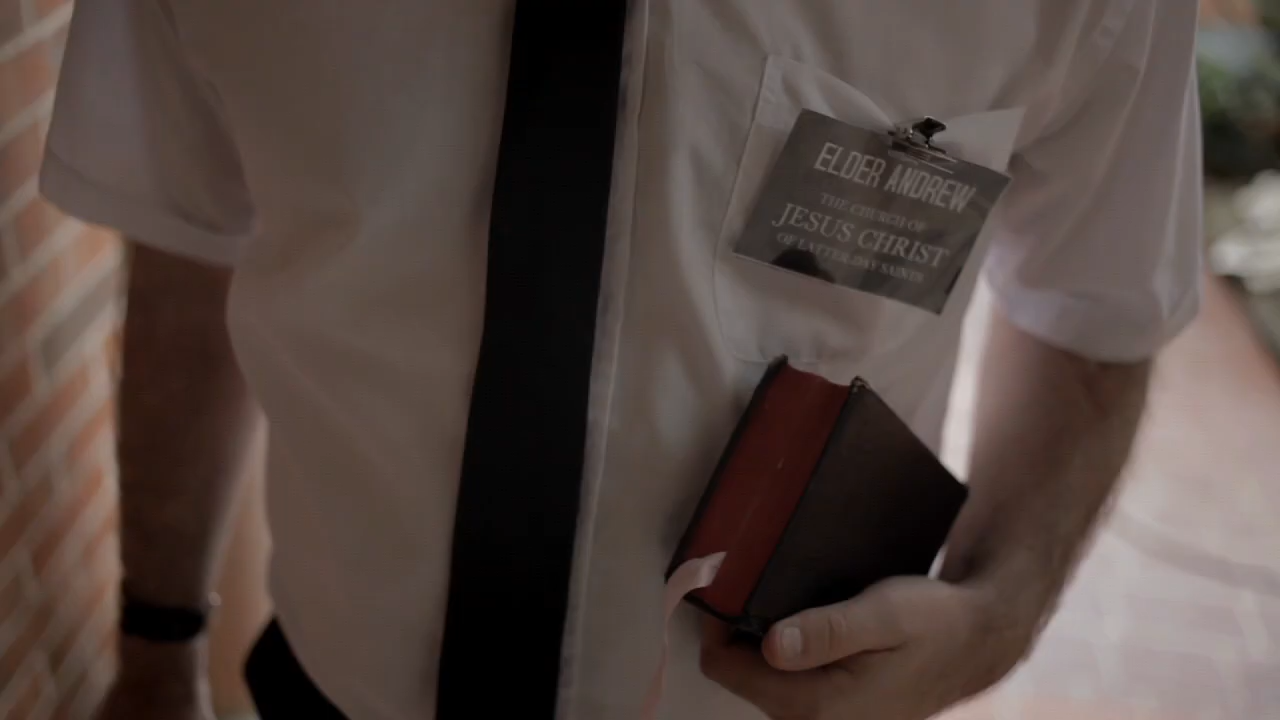 ELDER ANDREW
THE CHURCH OF
JESUS CHRIST
OF LATTER DAY SAINTS